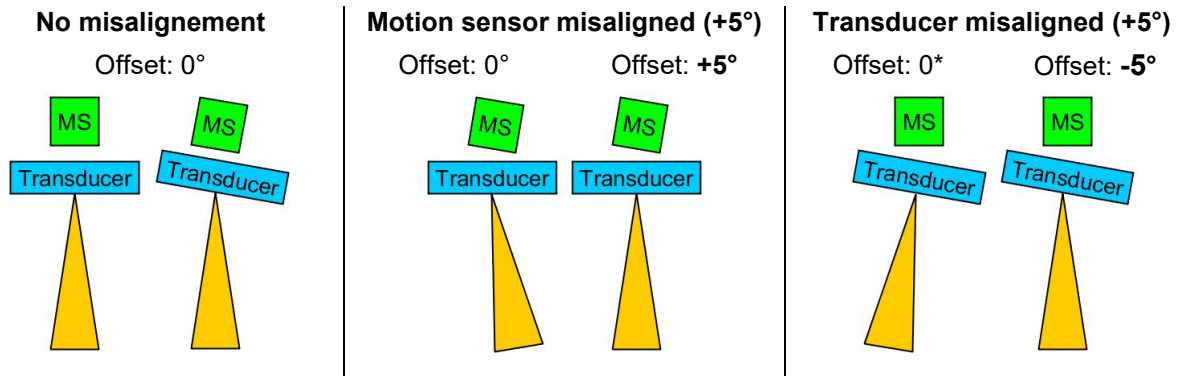 No misalignement
Offset: 0°
MS
MS
Transducer
Transducer
Motion sensor misaligned (+5°)
Offset: 0°
Offset: +5°
MS
MS
Transducer
Transducer
Transducer misaligned (+5°)
Offset: 0*
Offset: -5°
MS
MS
Transducer
Transducer